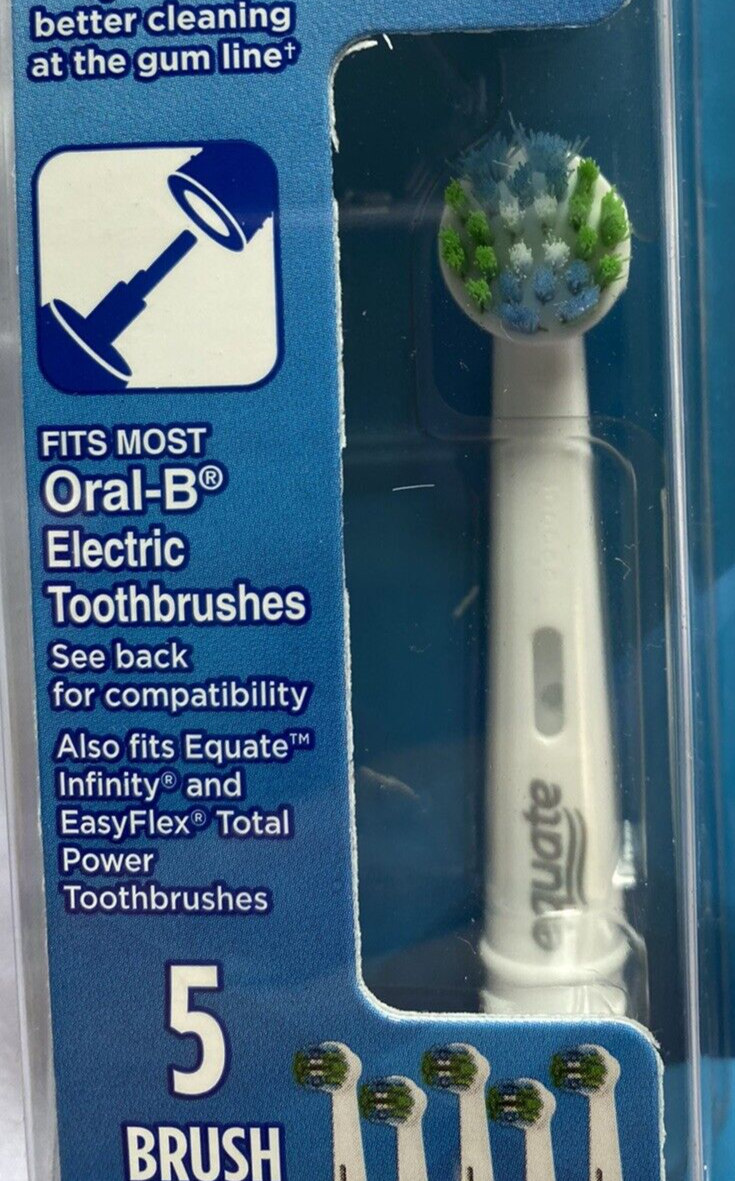 better cleaning
at the gum line†
FITS MOST
Oral-B®
Electric
Toothbrushes
See back
for compatibility
Also fits Equate™
Infinity® and
EasyFlex® Total
Power
Toothbrushes
5
BRUSH
equate